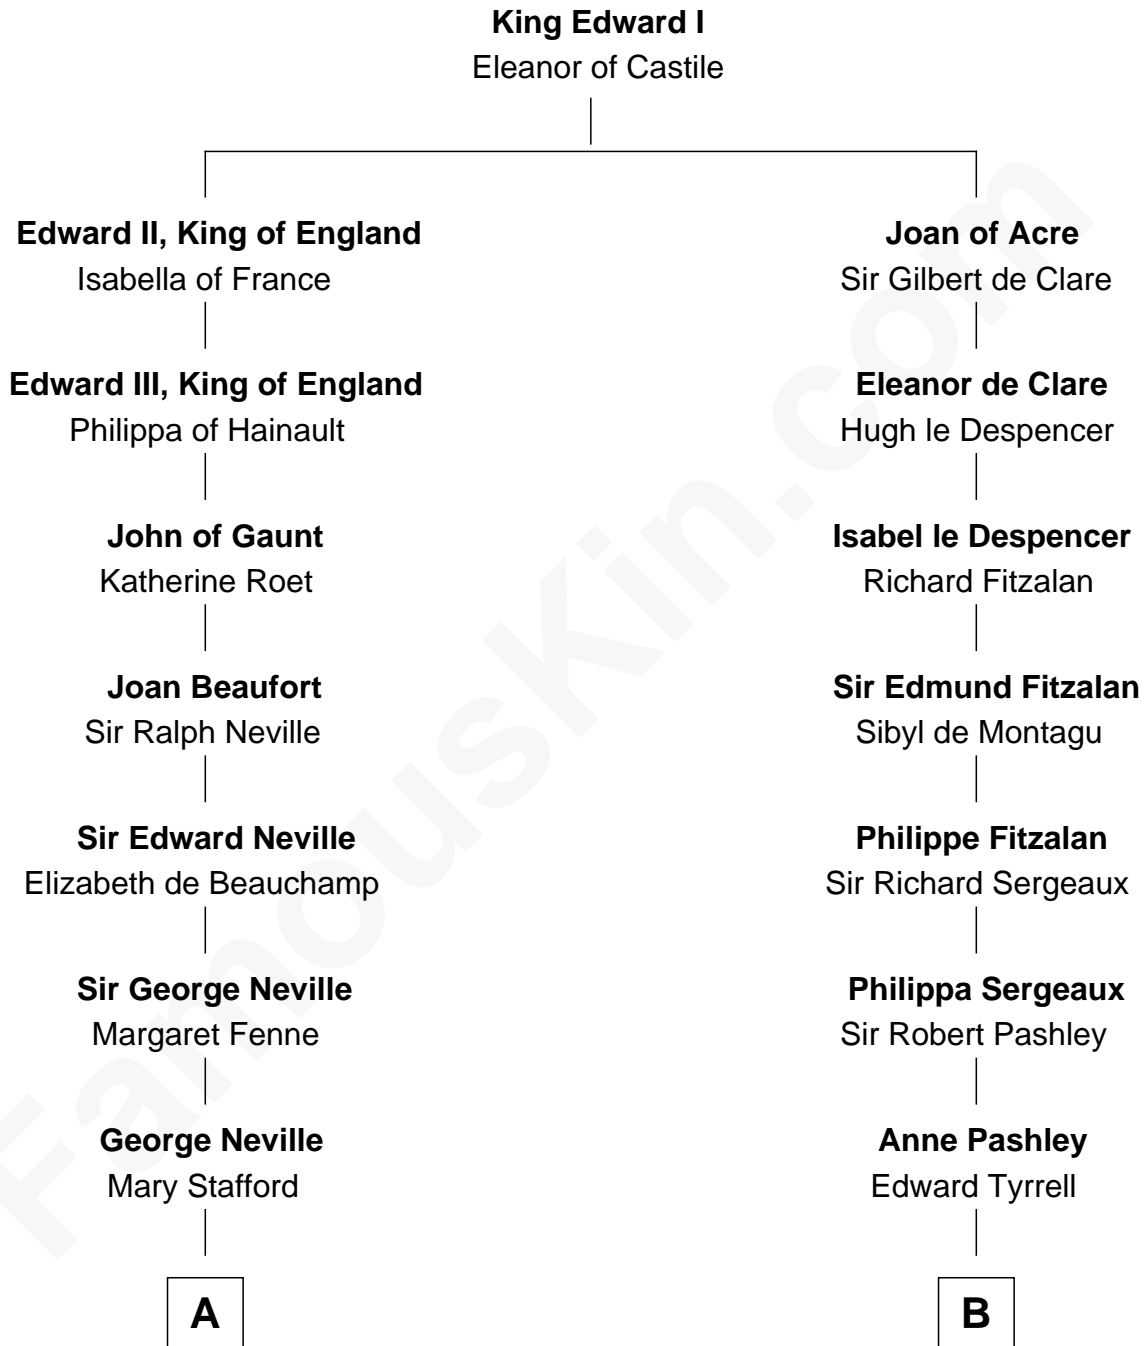 King Edward I
Eleanor of Castile
Edward II, King of England
Isabella of France
Joan of Acre
Sir Gilbert de Clare
Edward III, King of England
Philippa of Hainault
Eleanor de Clare
Hugh le Despencer
John of Gaunt
Katherine Roet
Isabel le Despencer
Richard Fitzalan
Joan Beaufort
Sir Ralph Neville
Sir Edmund Fitzalan
Sibyl de Montagu
Sir Edward Neville
Elizabeth de Beauchamp
Philippe Fitzalan
Sir Richard Sergeaux
Sir George Neville
Margaret Fenne
Philippa Sergeaux
Sir Robert Pashley
George Neville
Mary Stafford
Anne Pashley
Edward Tyrrell
A
B
FamousKin.com